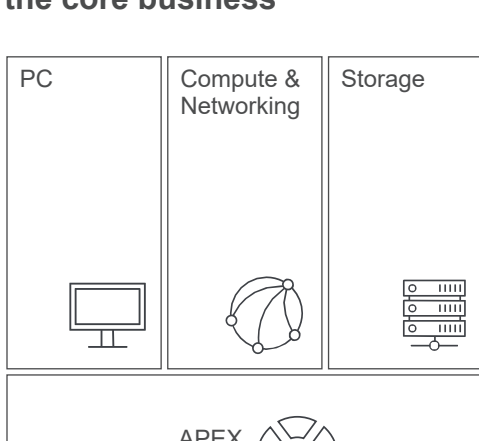 the core business
PC
Compute &
Networking
Storage
APEX